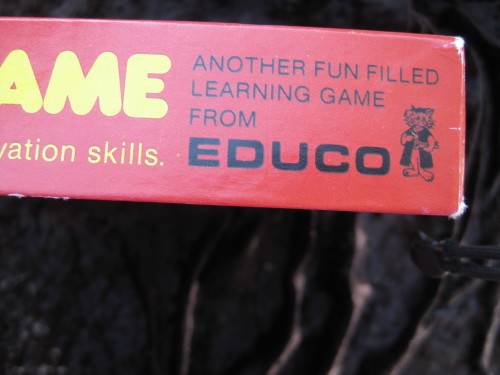 AME
vation skills.
ANOTHER FUN FILLED
LEARNING GAME
FROM
EDUCO